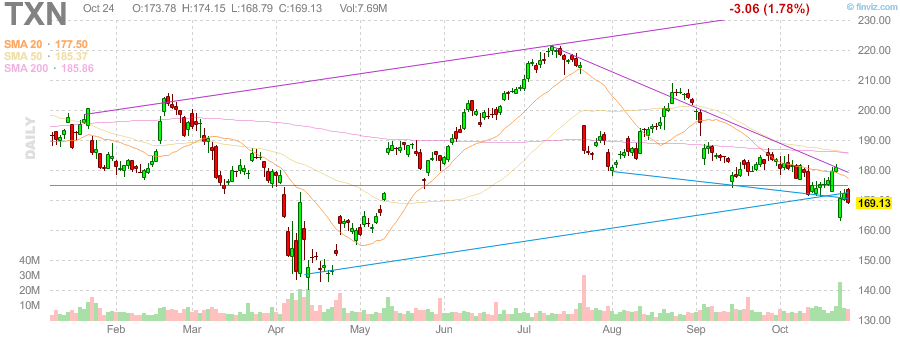 TXN Oct 24 O:173.78 H:174.15 L:168.79 C:169.13 Vol:7.69M -3.06 (1.78%) © finviz.com
SMA 20 · 177.50
SMA 50 · 185.37
SMA 200 · 185.86
DAILY
230.00
220.00
210.00
200.00
190.00
180.00
169.13
160.00
150.00
140.00
130.00
40M
30M
20M
10M
Feb Mar Apr May Jun Jul Aug Sep Oct